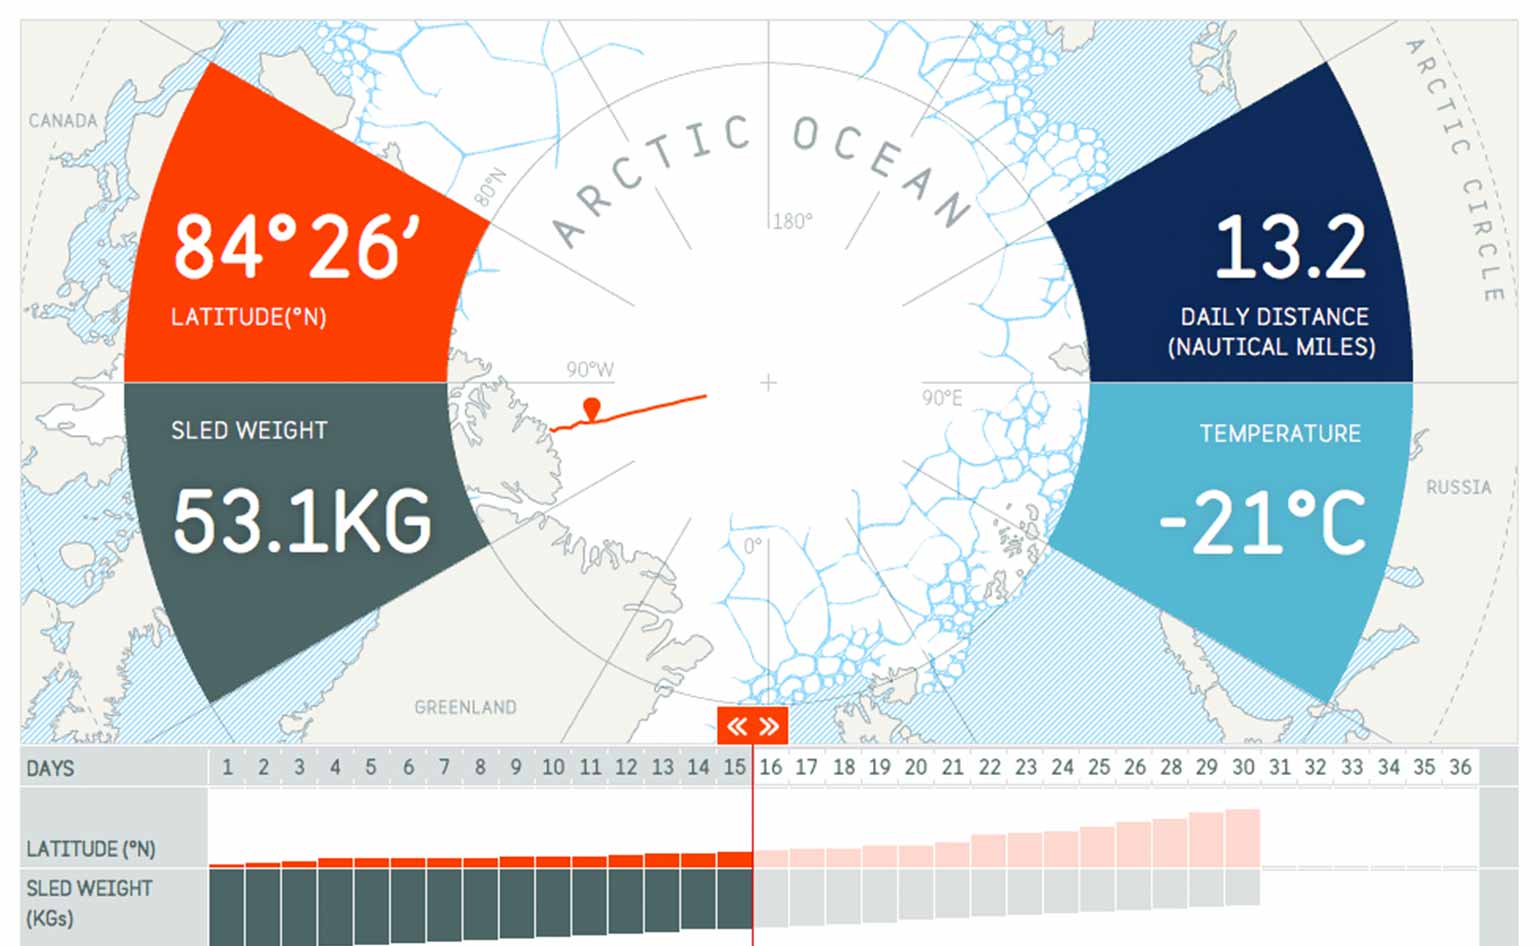 CANADA
ARCTIC CIRCLE
ARCTIC OCEAN
80°N
180°
84° 26’
LATITUDE(°N)
13.2
DAILY DISTANCE
(NAUTICAL MILES)
90°W
90°E
SLED WEIGHT
53.1KG
TEMPERATURE
-21°C
RUSSIA
0°
GREENLAND
« »
DAYS 1 2 3 4 5 6 7 8 9 10 11 12 13 14 15 16 17 18 19 20 21 22 23 24 25 26 27 28 29 30 31 32 33 34 35 36
LATITUDE (°N)
SLED WEIGHT
(KGs)